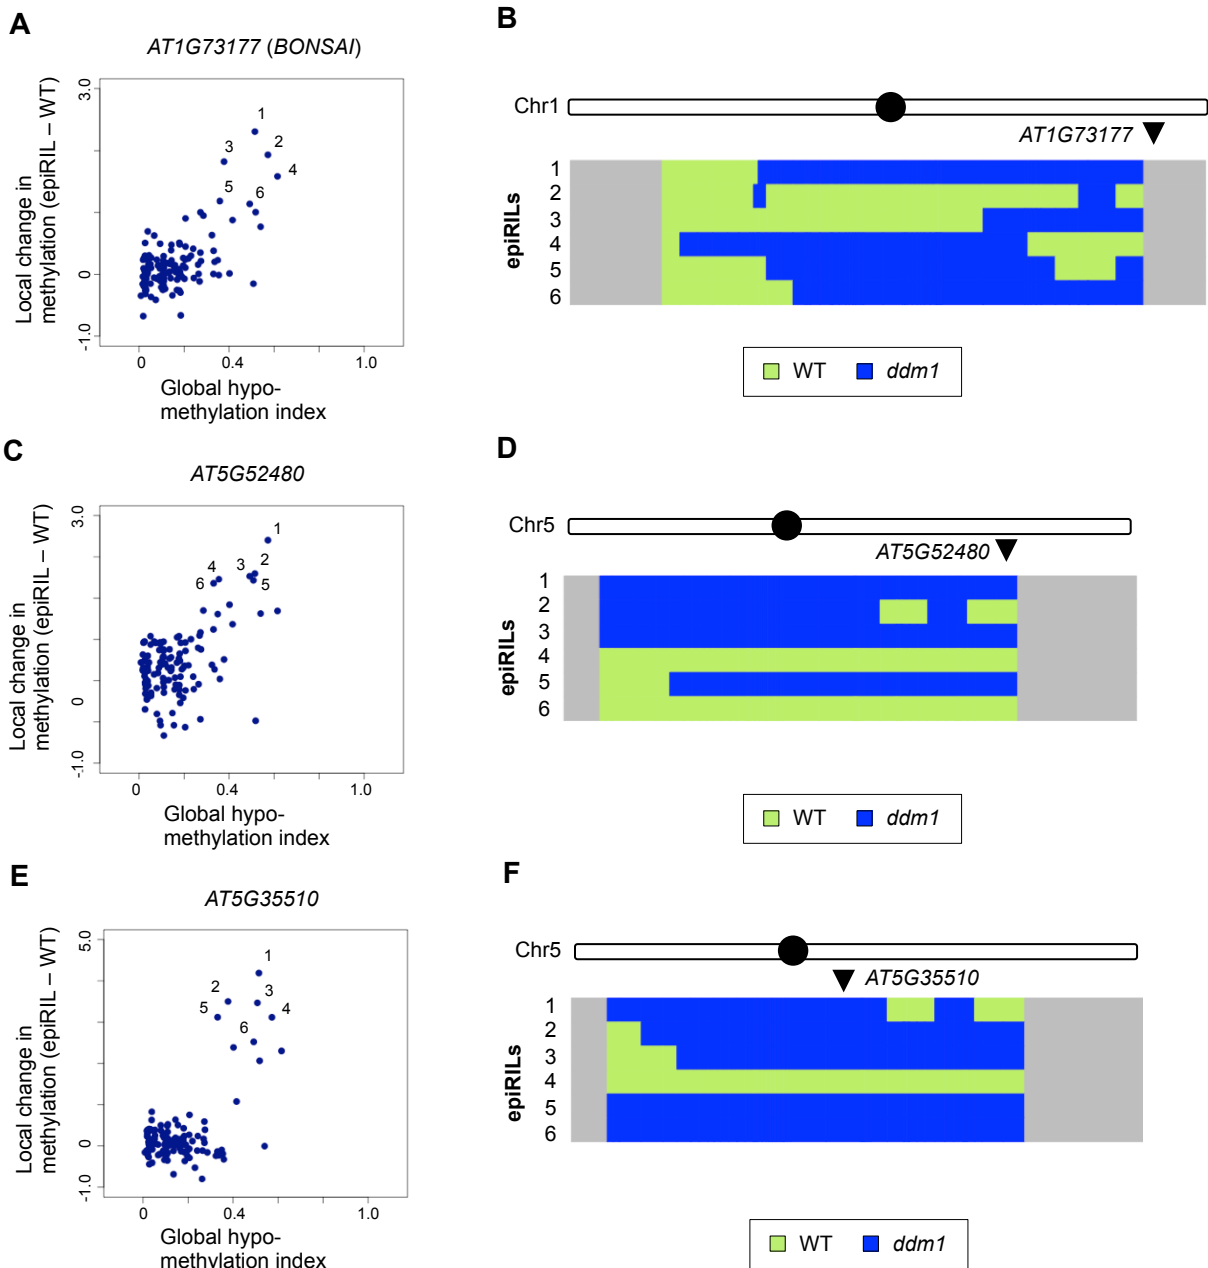 A
AT1G73177 (BONSAI)
Local change in
methylation (epiRIL – WT)
3.0
0
-1.0
1
2
3
4
5
6
0
0.4
1.0
Global hypo-
methylation index
B
Chr1
AT1G73177
epiRILs
1
2
3
4
5
6
WT
ddm1
C
AT5G52480
Local change in
methylation (epiRIL – WT)
3.0
0
-1.0
1
2
3
4
5
6
0
0.4
1.0
Global hypo-
methylation index
D
Chr5
AT5G52480
epiRILs
1
2
3
4
5
6
WT
ddm1
E
AT5G35510
Local change in
methylation (epiRIL – WT)
5.0
0
-1.0
1
2
3
5
4
6
0
0.4
1.0
Global hypo-
methylation index
F
Chr5
AT5G35510
epiRILs
1
2
3
4
5
6
WT
ddm1